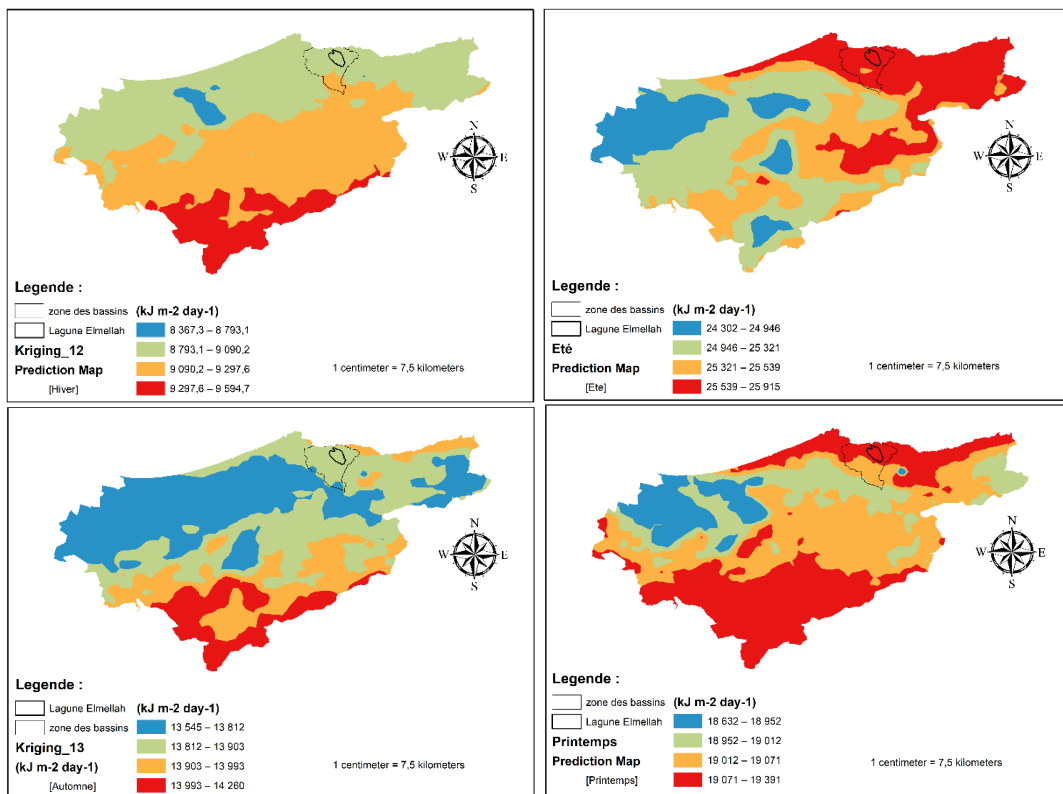 N
W E
S
Legende :
zone des bassins (kJ m-2 day-1)
Lagune Elmellah 8 367,3 – 8 793,1
Kriging_12 8 793,1 – 9 090,2
Prediction Map 9 090,2 – 9 297,6
[Hiver] 9 297,6 – 9 594,7
1 centimeter = 7,5 kilometers
N
W E
S
Legende :
zone des bassins (kJ m-2 day-1)
Lagune Elmellah 24 302 – 24 946
Eté 24 946 – 25 321
Prediction Map 25 321 – 25 539
[Ete] 25 539 – 25 915
1 centimeter = 7,5 kilometers
N
W E
S
Legende :
Lagune Elmellah (kJ m-2 day-1)
zone des bassins 13 545 – 13 812
Kriging_13 13 812 – 13 903
(kJ m-2 day-1) 13 903 – 13 993
[Automne] 13 993 – 14 260
1 centimeter = 7,5 kilometers
N
W E
S
Legende :
zone des bassins (kJ m-2 day-1)
Lagune Elmellah 18 632 – 18 952
Printemps 18 952 – 19 012
Prediction Map 19 012 – 19 071
[Printemps] 19 071 – 19 391
1 centimeter = 7,5 kilometers